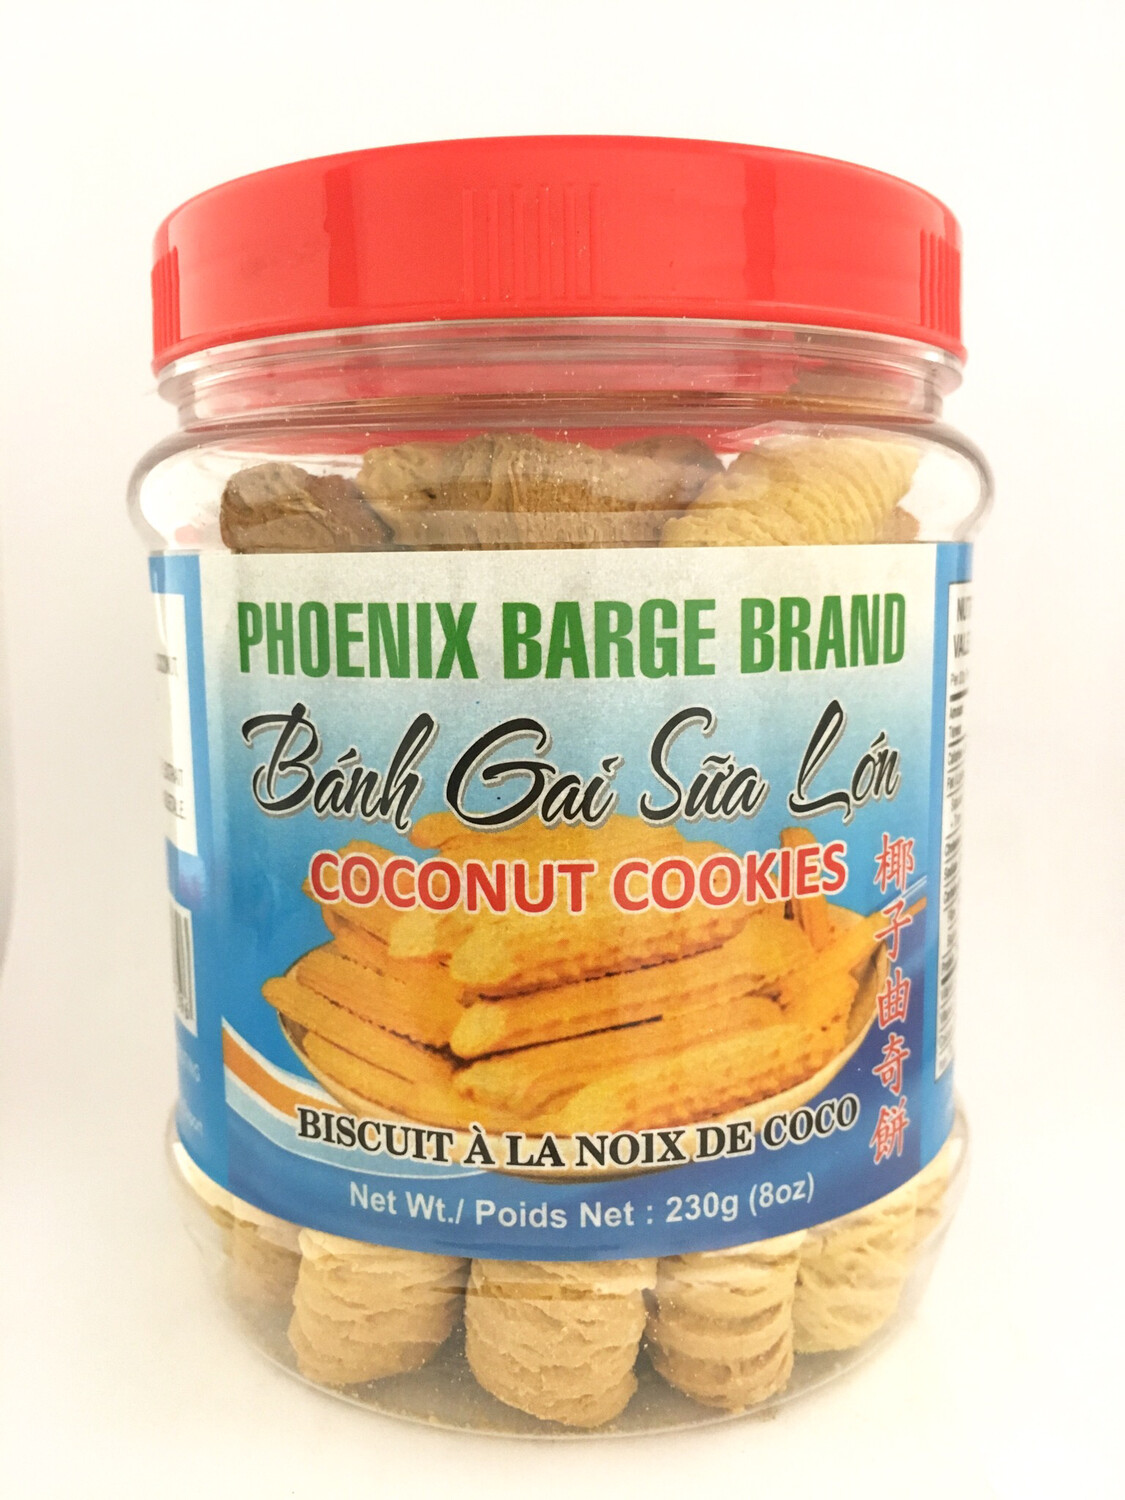 PHOENIX BARGE BRAND
Bánh Gai Sữa Lớn
COCONUT COOKIES
椰子曲奇餅
BISCUIT À LA NOIX DE COCO
Net Wt./ Poids Net : 230g (8oz)